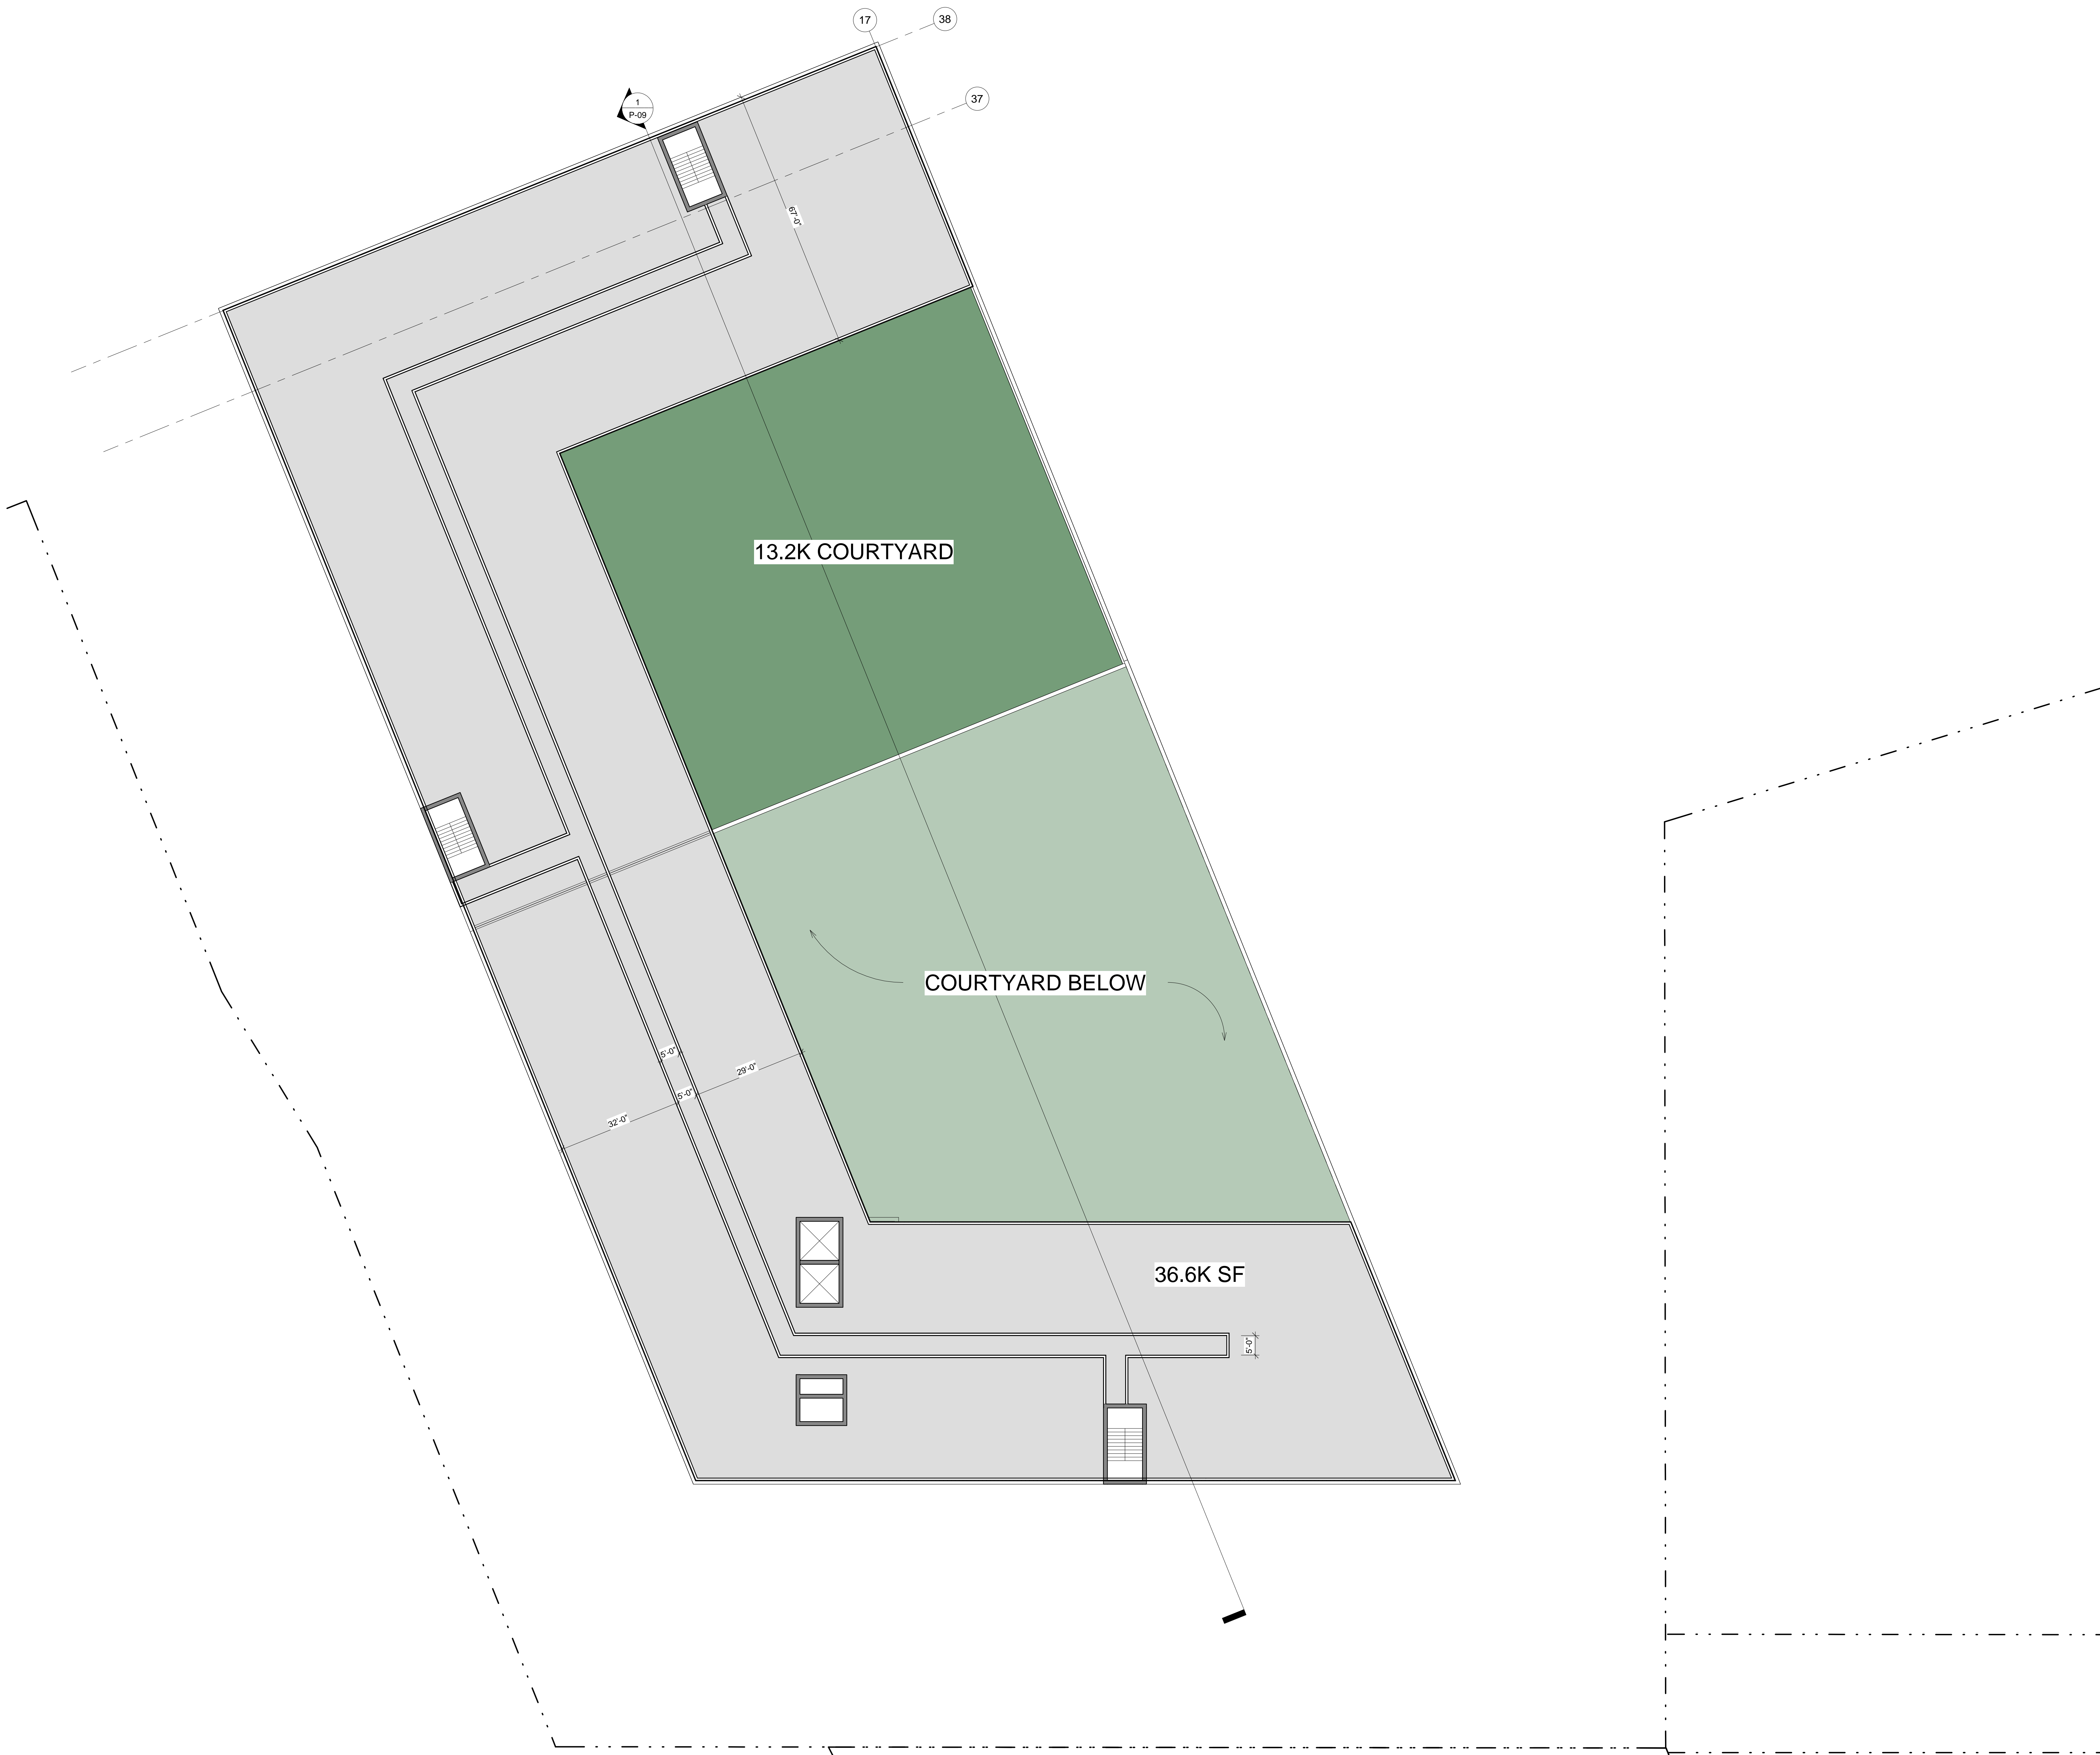 17
38
37
1
P-09
67'-0"
13.2K COURTYARD
COURTYARD BELOW
5'-0"
29'-0"
5'-0"
32'-0"
36.6K SF
5'-0"